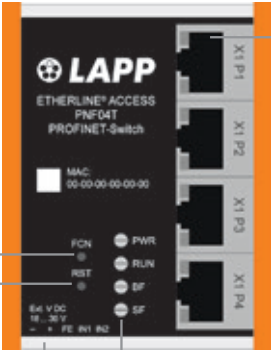 LAPP
ETHERLINE® ACCESS
PNF04T
PROFINET-Switch
MAC:
00-00-00-00-00-00
FCN
RST
PWR
RUN
BF
SF
Ext. V DC
18 ... 30 V
– + FE IN1 IN2
X1 P1
X1 P2
X1 P3
X1 P4